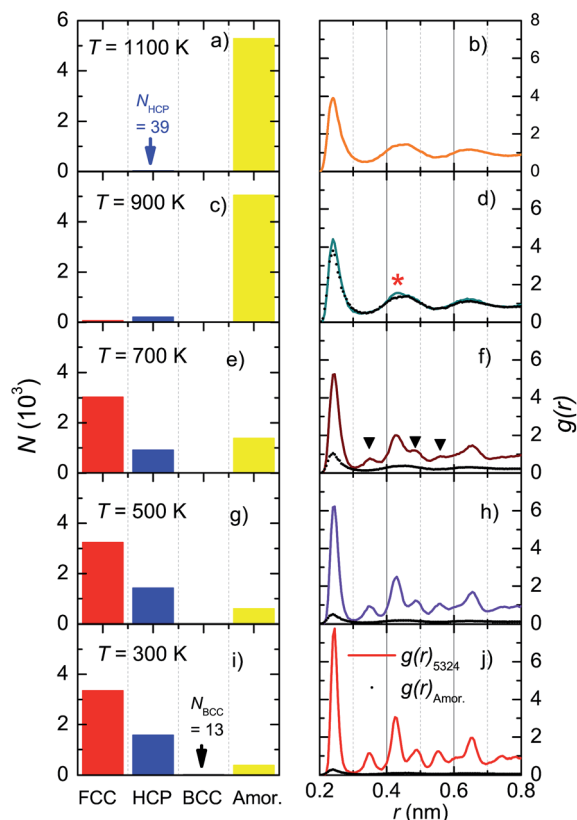 T = 1100 K a)
N_HCP
= 39
6
4
2
0
b)
8
6
4
2
0
T = 900 K c)
4
2
0
d)
*
6
4
2
0
T = 700 K e)
4
2
0
f)
6
4
2
0
T = 500 K g)
4
2
0
h)
6
4
2
0
T = 300 K i)
N_BCC
= 13
4
2
0
j)
g(r)_5324
g(r)_Amor.
6
4
2
0
N (10³)
g(r)
FCC HCP BCC Amor.
0.2 0.4 0.6 0.8
r (nm)